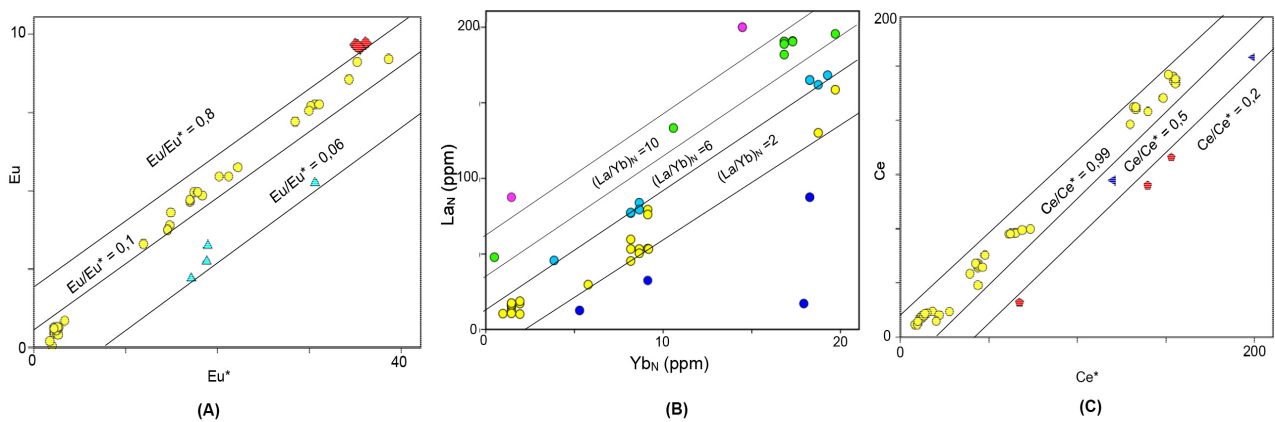 10
Eu
0
Eu/Eu* = 0,8
Eu/Eu* = 0,06
Eu/Eu* = 0,1
0
40
Eu*
(A)
200
100
0
LaN (ppm)
(La/Yb)N =10
(La/Yb)N =6
(La/Yb)N =2
0
10
20
YbN (ppm)
(B)
200
Ce
0
Ce/Ce* = 0,99
Ce/Ce* = 0,5
Ce/Ce* = 0,2
0
200
Ce*
(C)